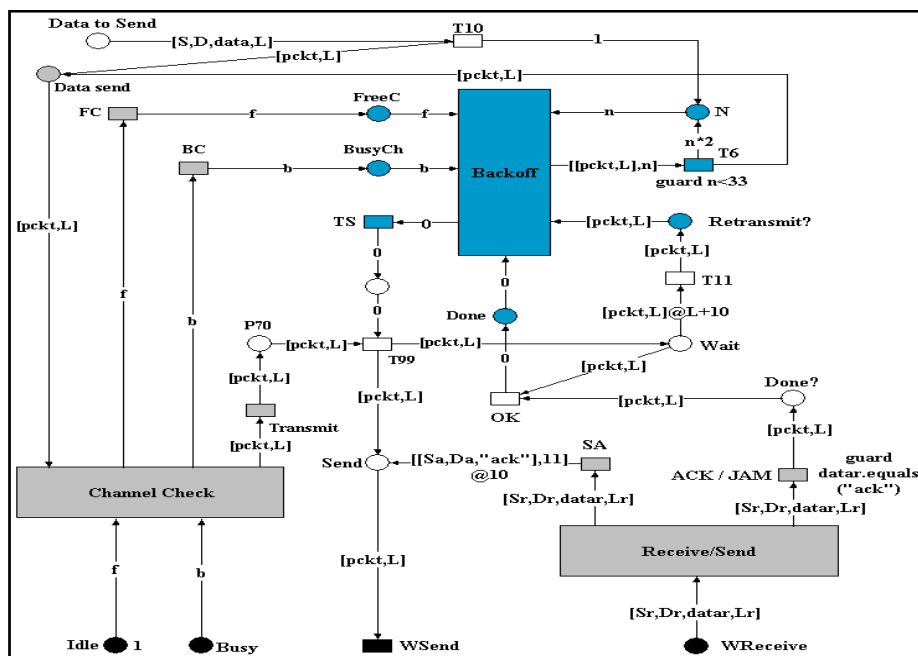 Data to Send
[S,D,data,L]
T10
1
[pckt,L]
[pckt,L]
Data send
FC
f
FreeC
f
n
N
n*2
BC
b
BusyCh
b
Backoff
[[pckt,L],n]
T6
guard n<33
[pckt,L]
TS
0
[pckt,L]
Retransmit?
0
[pckt,L]
0
T11
f
b
0
Done
[pckt,L]@L+10
P70
[pckt,L]
T99
[pckt,L]
Wait
0
[pckt,L]
[pckt,L]
[pckt,L]
Done?
OK
[pckt,L]
Transmit
[pckt,L]
[pckt,L]
Send
[[Sa,Da,"ack"],11]
@10
SA
ACK / JAM
guard
datar.equals
("ack")
Channel Check
[Sr,Dr,datar,Lr]
[Sr,Dr,datar,Lr]
Receive/Send
f
b
[pckt,L]
[Sr,Dr,datar,Lr]
Idle
1
Busy
WSend
WReceive